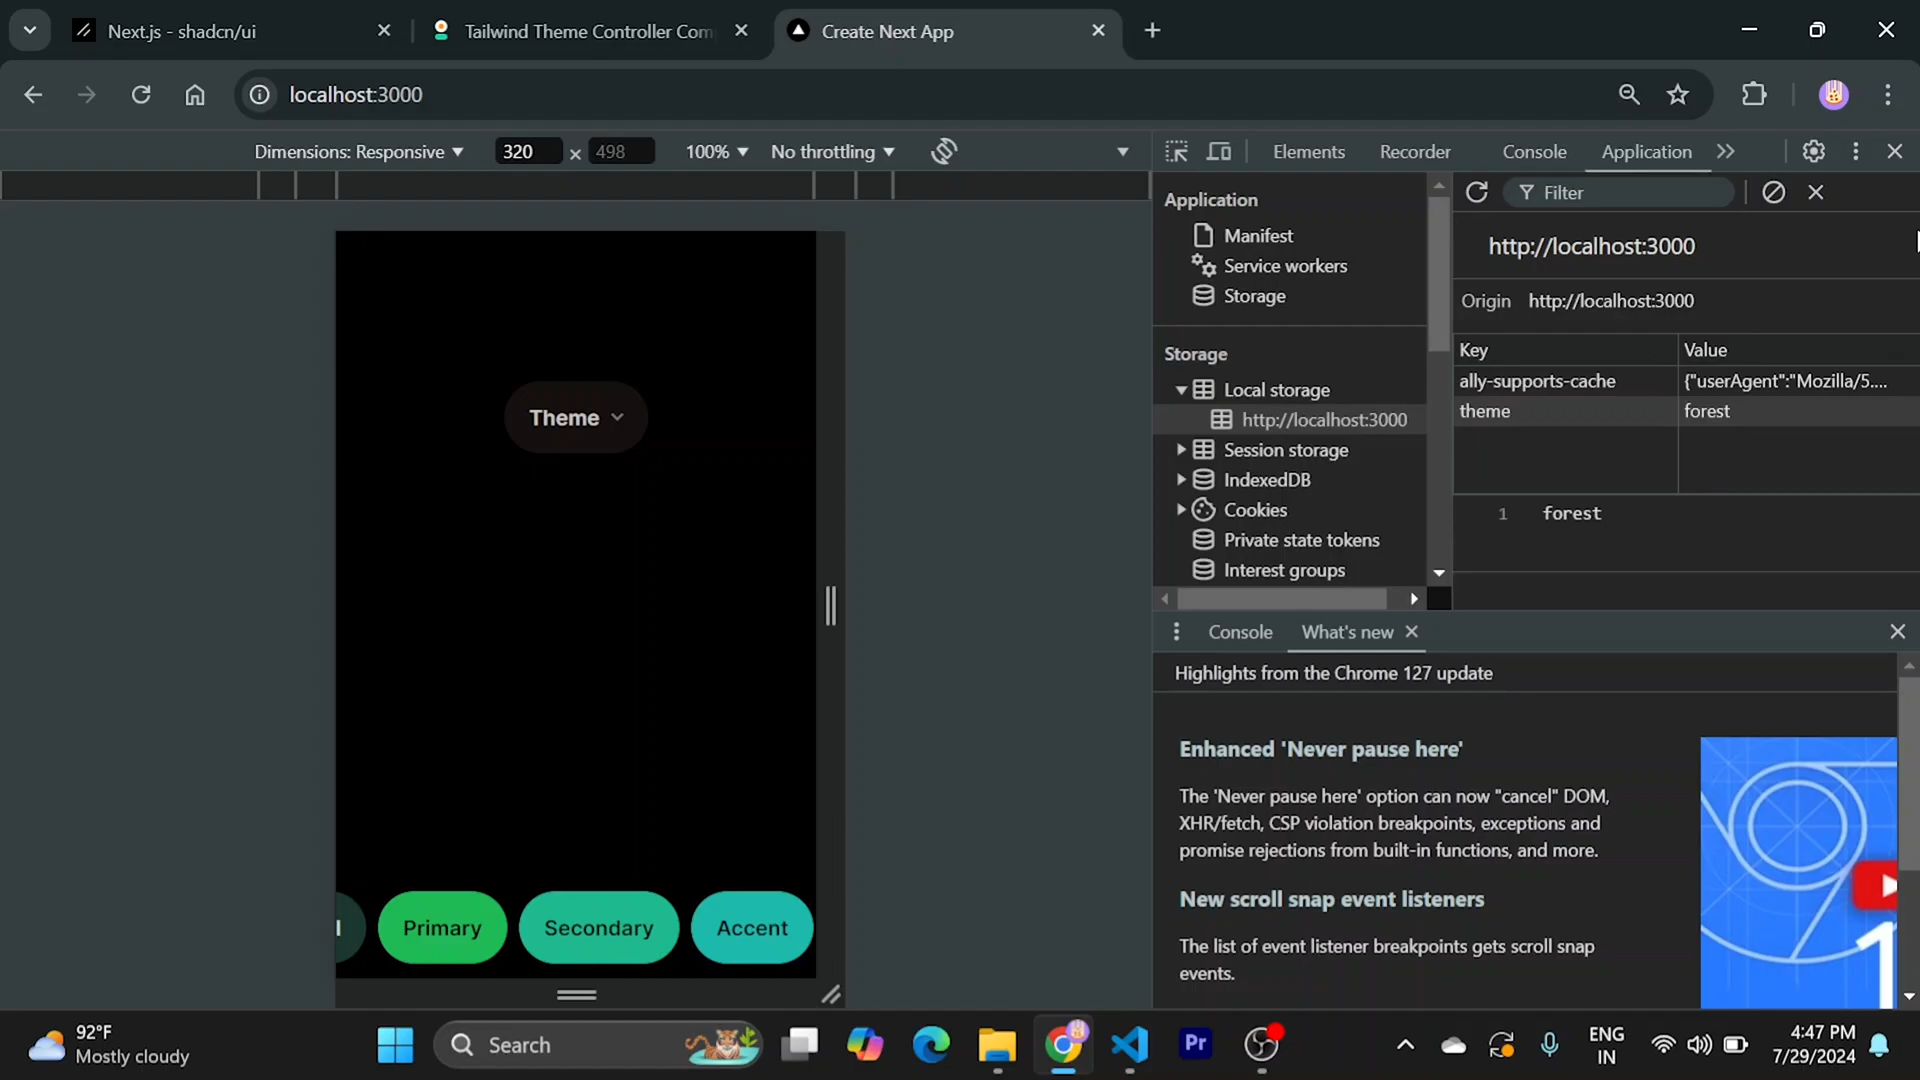 Next.js - shadcn/ui
Tailwind Theme Controller Com
Create Next App
localhost:3000
Dimensions: Responsive
320 × 498
100%
No throttling
Elements
Recorder
Console
Application
Application
Manifest
Service workers
Storage
Storage
Local storage
http://localhost:3000
Session storage
IndexedDB
Cookies
Private state tokens
Interest groups
Filter
http://localhost:3000
Origin http://localhost:3000
Key Value
ally-supports-cache {"userAgent":"Mozilla/5....
theme forest
1 forest
Theme
l
Primary
Secondary
Accent
Console
What's new
Highlights from the Chrome 127 update
Enhanced 'Never pause here'
The 'Never pause here' option can now "cancel" DOM,
XHR/fetch, CSP violation breakpoints, exceptions and
promise rejections from built-in functions, and more.
New scroll snap event listeners
The list of event listener breakpoints gets scroll snap
events.
1
92°F
Mostly cloudy
Search
Pr
ENG
IN
4:47 PM
7/29/2024